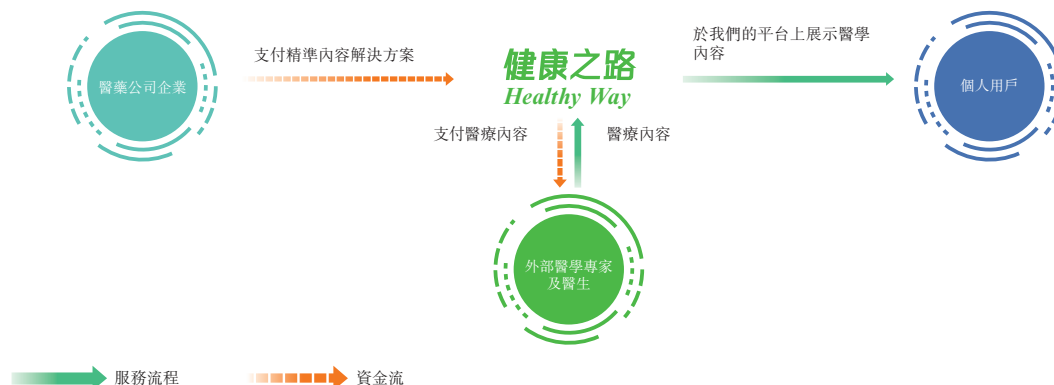 醫藥公司企業
支付精準內容解決方案
健康之路
Healthy Way
於我們的平台上展示醫學
內容
個人用戶
支付醫療內容
醫療內容
外部醫學專家
及醫生
服務流程
資金流